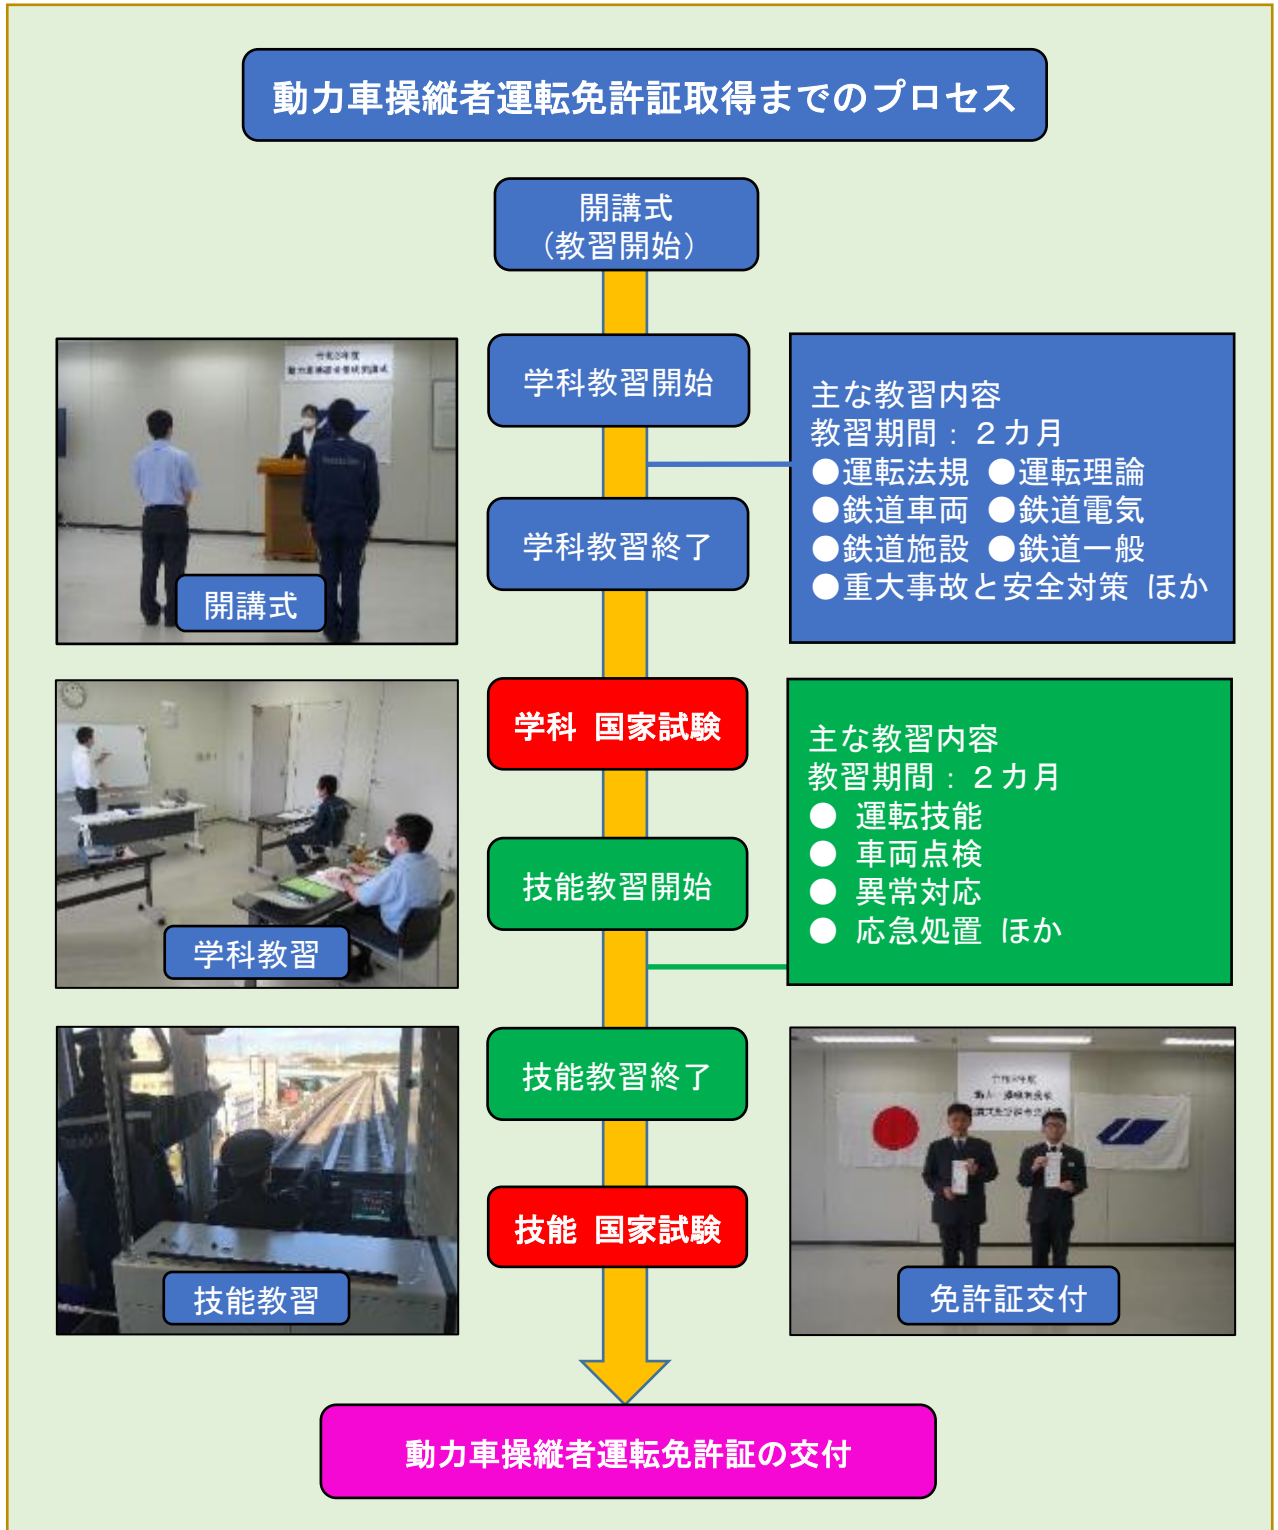 動力車操縦者運転免許証取得までのプロセス
開講式
（教習開始）
学科教習開始
主な教習内容
教習期間：２カ月
●運転法規 ●運転理論
●鉄道車両 ●鉄道電気
●鉄道施設 ●鉄道一般
●重大事故と安全対策 ほか
学科教習終了
開講式
学科 国家試験
主な教習内容
教習期間：２カ月
● 運転技能
● 車両点検
● 異常対応
● 応急処置 ほか
技能教習開始
学科教習
技能教習終了
技能 国家試験
技能教習
免許証交付
動力車操縦者運転免許証の交付